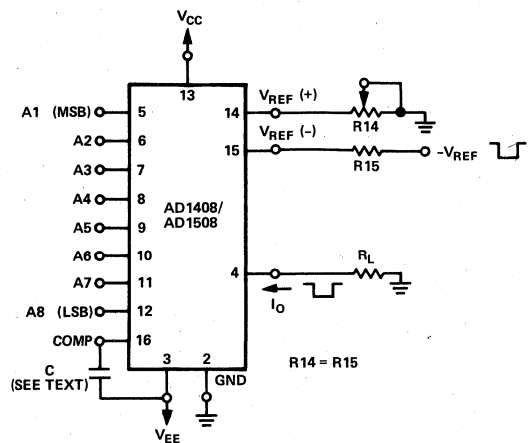 VCC
13
A1 (MSB) 5
14 VREF (+)
R14
A2 6
VREF (−)
15
R15
−VREF
A3 7
A4 8
AD1408/
AD1508
A5 9
A6 10
RL
4
A7 11
IO
A8 (LSB) 12
COMP 16
3 2
GND
R14 = R15
C
(SEE TEXT)
VEE